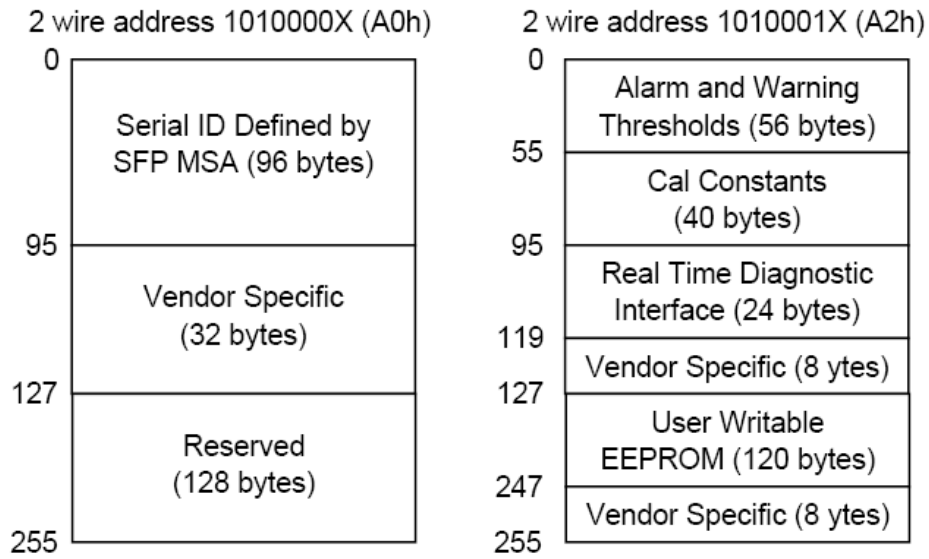 2 wire address 1010000X (A0h)
0
Serial ID Defined by
SFP MSA (96 bytes)
95
Vendor Specific
(32 bytes)
127
Reserved
(128 bytes)
255
2 wire address 1010001X (A2h)
0
Alarm and Warning
Thresholds (56 bytes)
55
Cal Constants
(40 bytes)
95
Real Time Diagnostic
Interface (24 bytes)
119
Vendor Specific (8 ytes)
127
User Writable
EEPROM (120 bytes)
247
Vendor Specific (8 ytes)
255